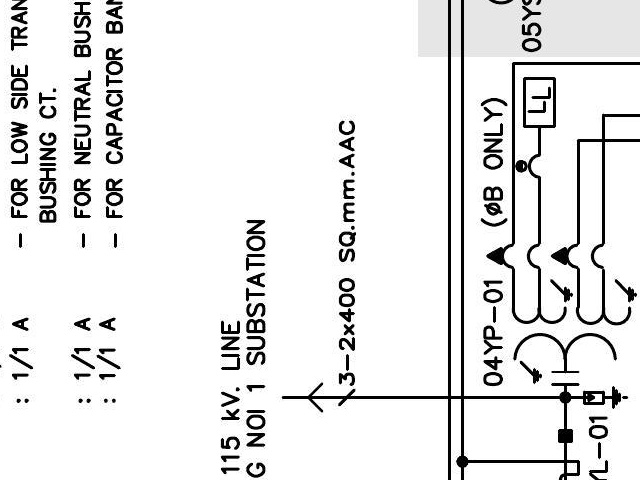 – FOR LOW SIDE TRAN
BUSHING CT.
– FOR NEUTRAL BUSH
– FOR CAPACITOR BAN
: 1/1 A
: 1/1 A
: 1/1 A
115 kV. LINE
G NOI 1 SUBSTATION
3–2x400 SQ.mm.AAC
04YP–01 (øB ONLY)
05YS
YL–01